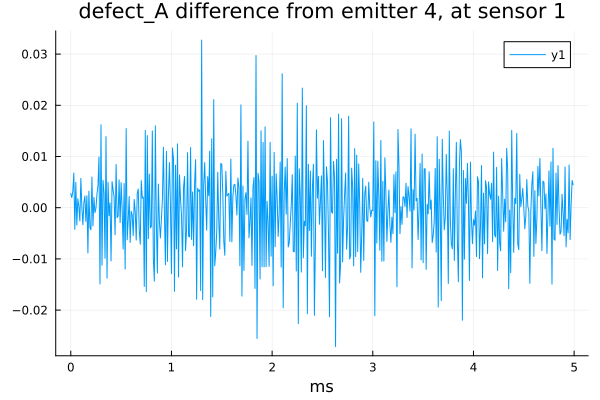 defect_A difference from emitter 4, at sensor 1
y1
0.03
0.02
0.01
0.00
−0.01
−0.02
0 1 2 3 4 5
ms